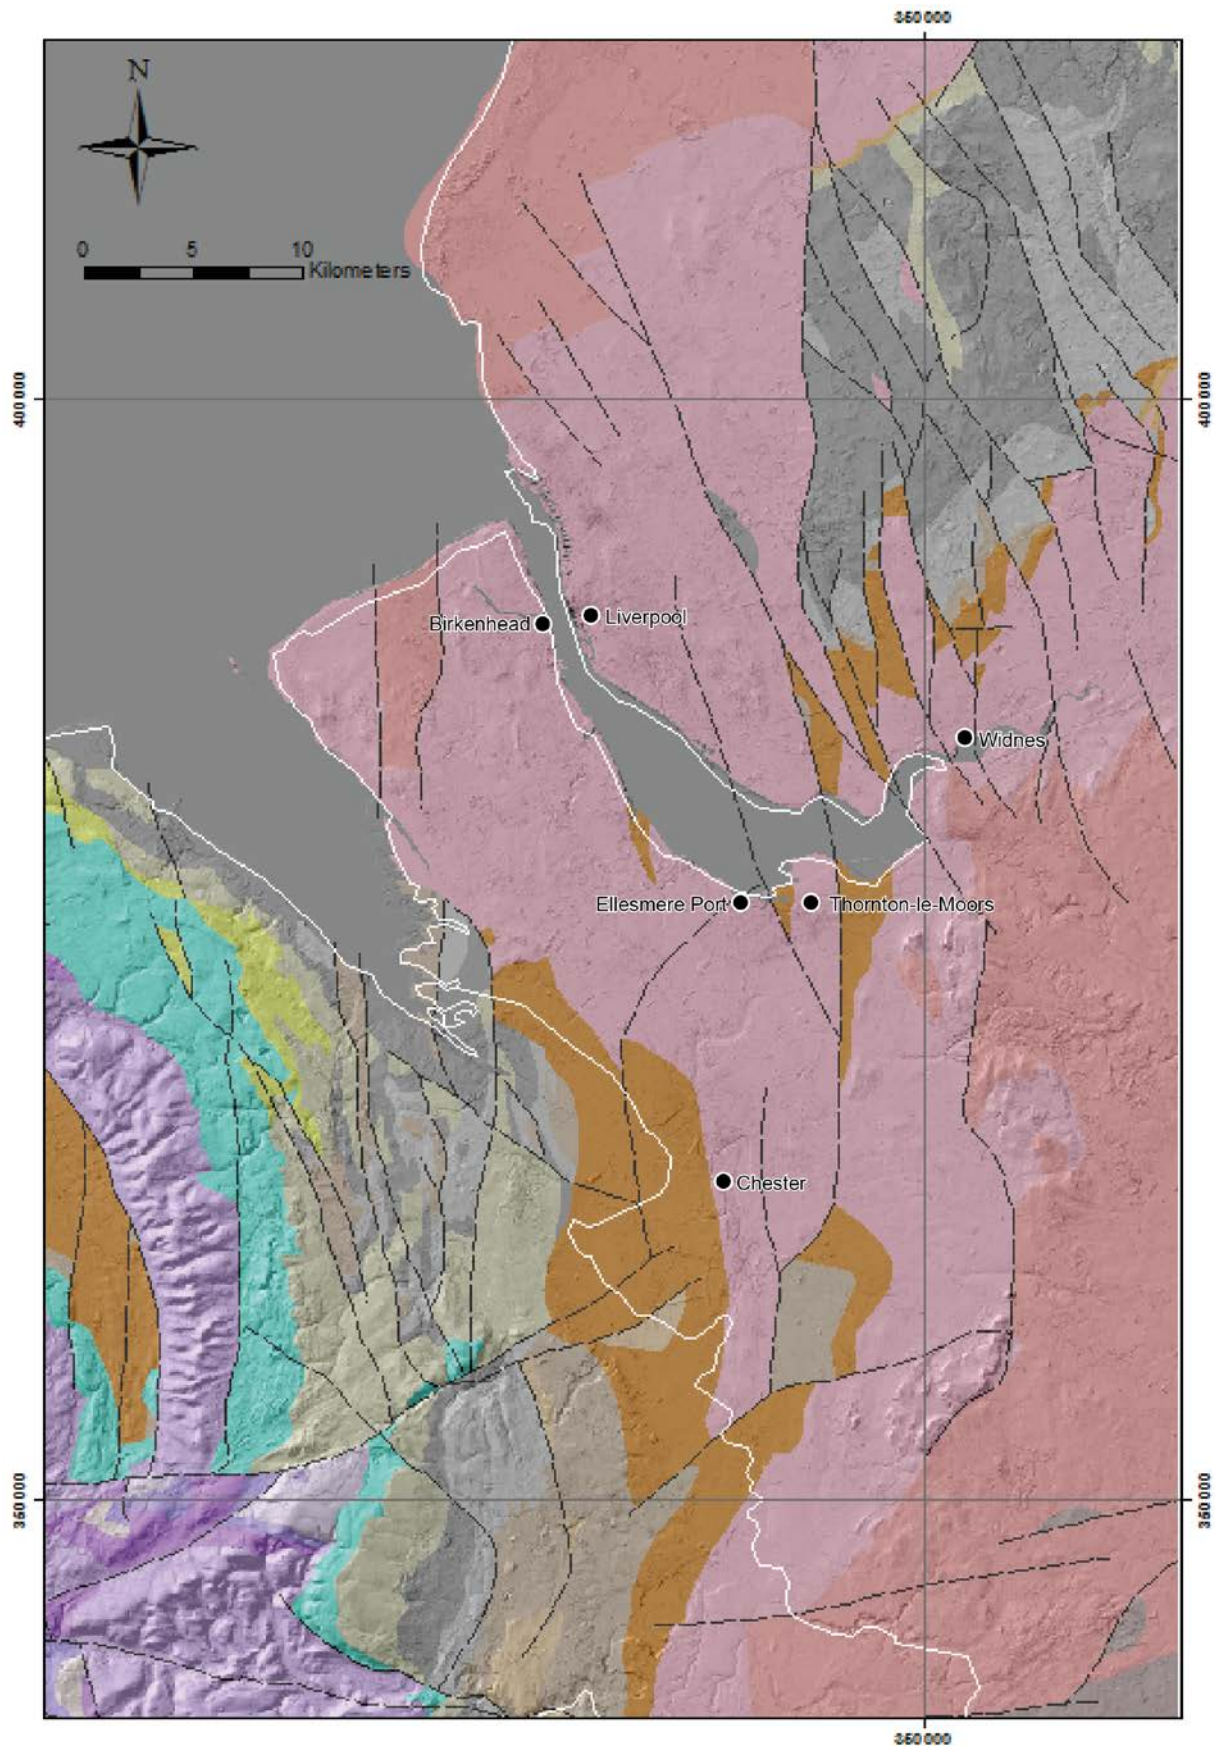 350000
N
0 5 10
Kilometers
400000 400000
Birkenhead Liverpool
Widnes
Ellesmere Port Thornton-le-Moors
Chester
350000 350000
350000